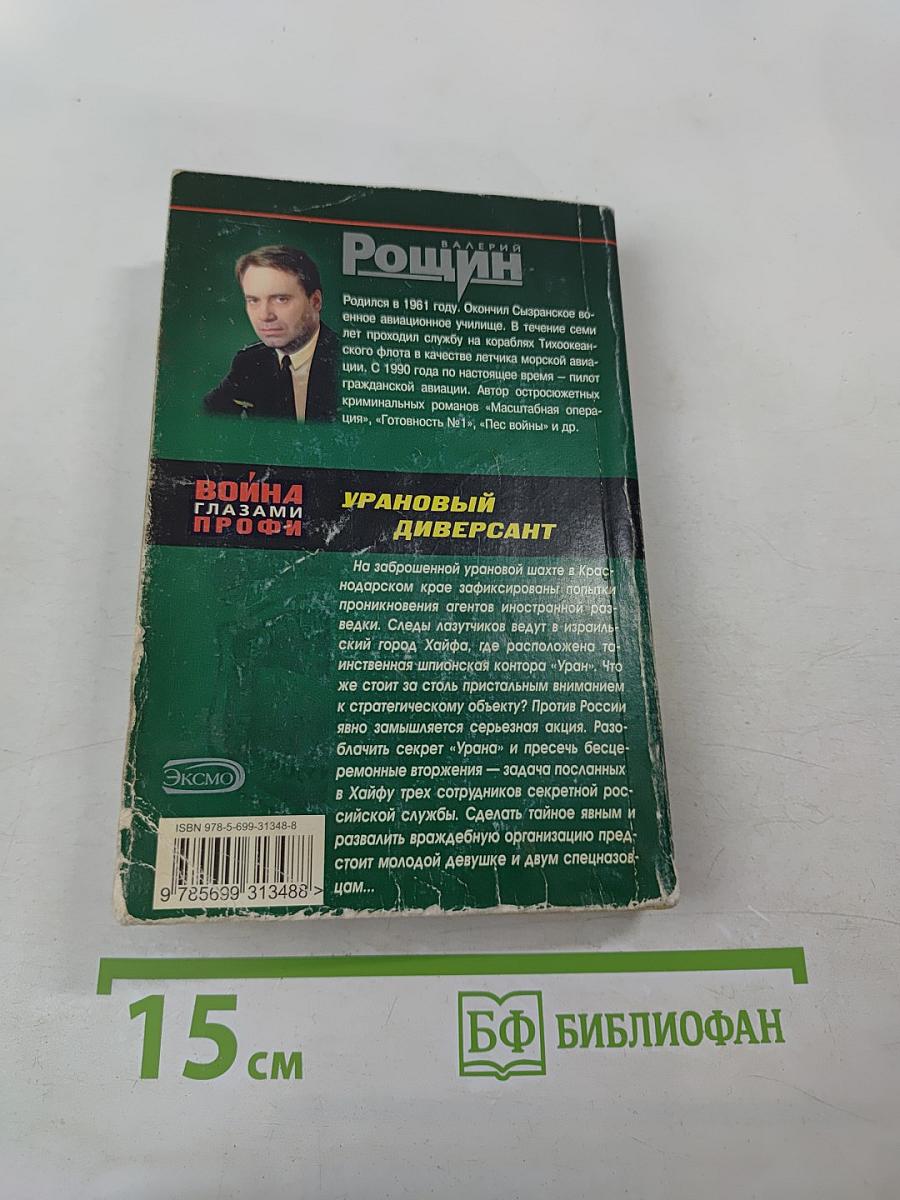 ВАЛЕРИЙ
РОЩИН
Родился в 1961 году. Окончил Сызранское во-
енное авиационное училище. В течение семи
лет проходил службу на кораблях Тихоокеан-
ского флота в качестве летчика морской авиа-
ции. С 1990 года по настоящее время – пилот
гражданской авиации. Автор остросюжетных
криминальных романов «Масштабная опера-
ция», «Готовность №1», «Пес войны» и др.
ВОЙНА
ГЛАЗАМИ
ПРОФИ
УРАНОВЫЙ
ДИВЕРСАНТ
На заброшенной урановой шахте в Крас-
нодарском крае зафиксированы попытки
проникновения агентов иностранной раз-
ведки. Следы лазутчиков ведут в израиль-
ский город Хайфа, где расположена та-
инственная шпионская контора «Уран». Что
же стоит за столь пристальным вниманием
к стратегическому объекту? Против России
явно замышляется серьезная акция. Разо-
блачить секрет «Урана» и пресечь бесце-
ремонные вторжения — задача посланных
в Хайфу трех сотрудников секретной рос-
сийской службы. Сделать тайное явным и
развалить враждебную организацию пред-
стоит молодой девушке и двум спецназов-
цам...
ЭКСМО
ISBN 978-5-699-31348-8
9 785699 313488 >
15 см
БФ БИБЛИОФАН